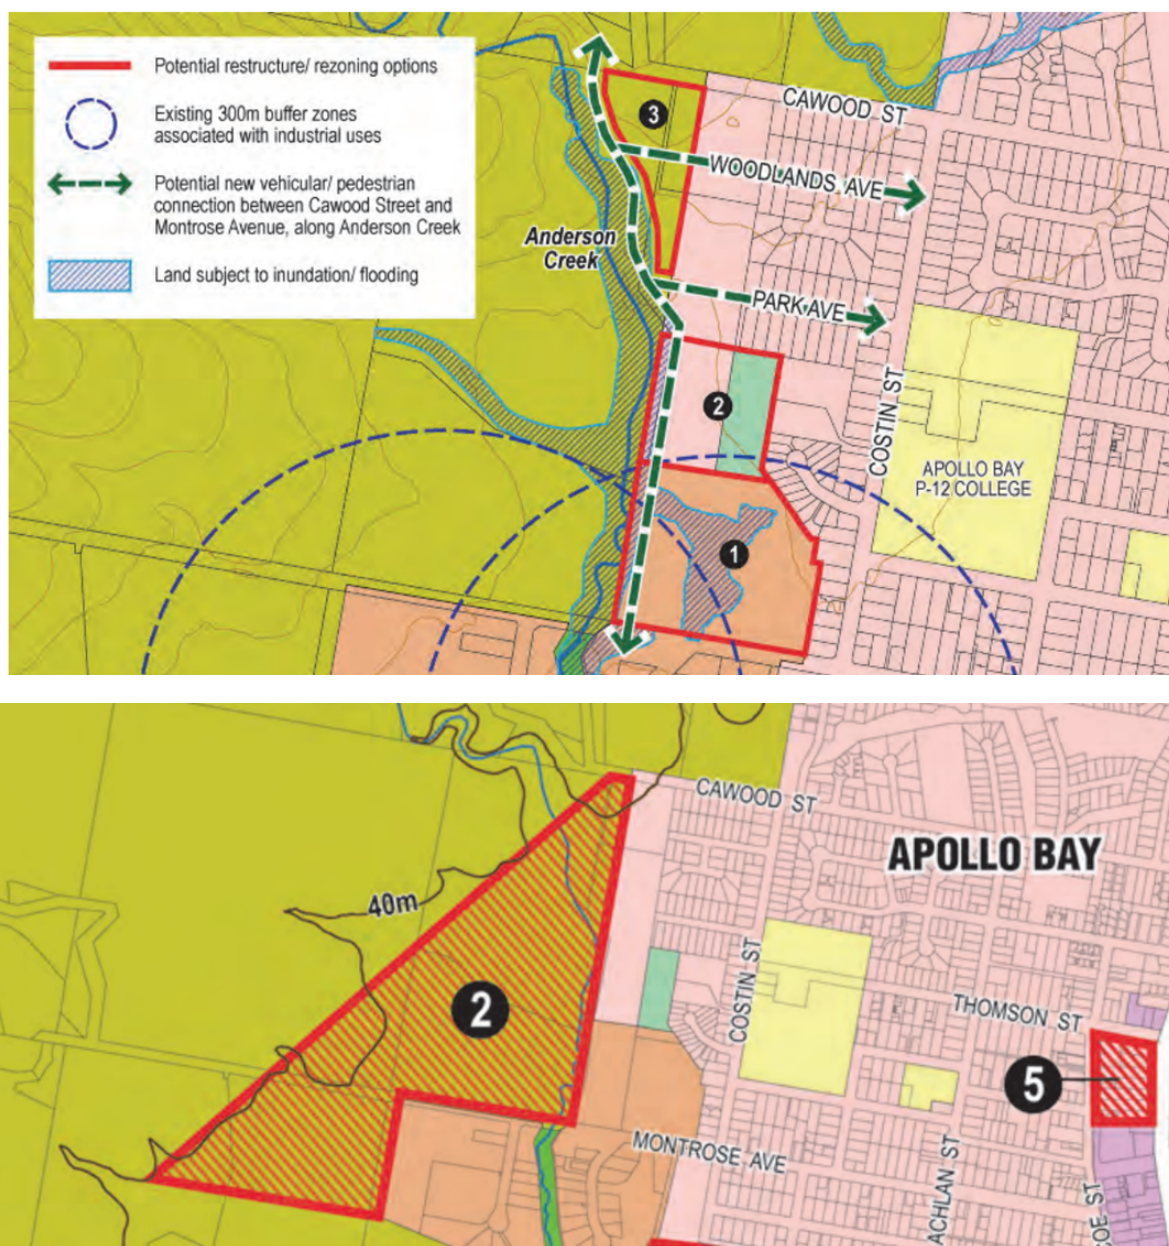 Potential restructure/ rezoning options
Existing 300m buffer zones
associated with industrial uses
Potential new vehicular/ pedestrian
connection between Cawood Street and
Montrose Avenue, along Anderson Creek
Land subject to inundation/ flooding
3
CAWOOD ST
WOODLANDS AVE
Anderson
Creek
PARK AVE
2
COSTIN ST
APOLLO BAY
P-12 COLLEGE
1
CAWOOD ST
APOLLO BAY
40m
2
COSTIN ST
THOMSON ST
5
MONTROSE AVE
ACHLAN ST
OE ST